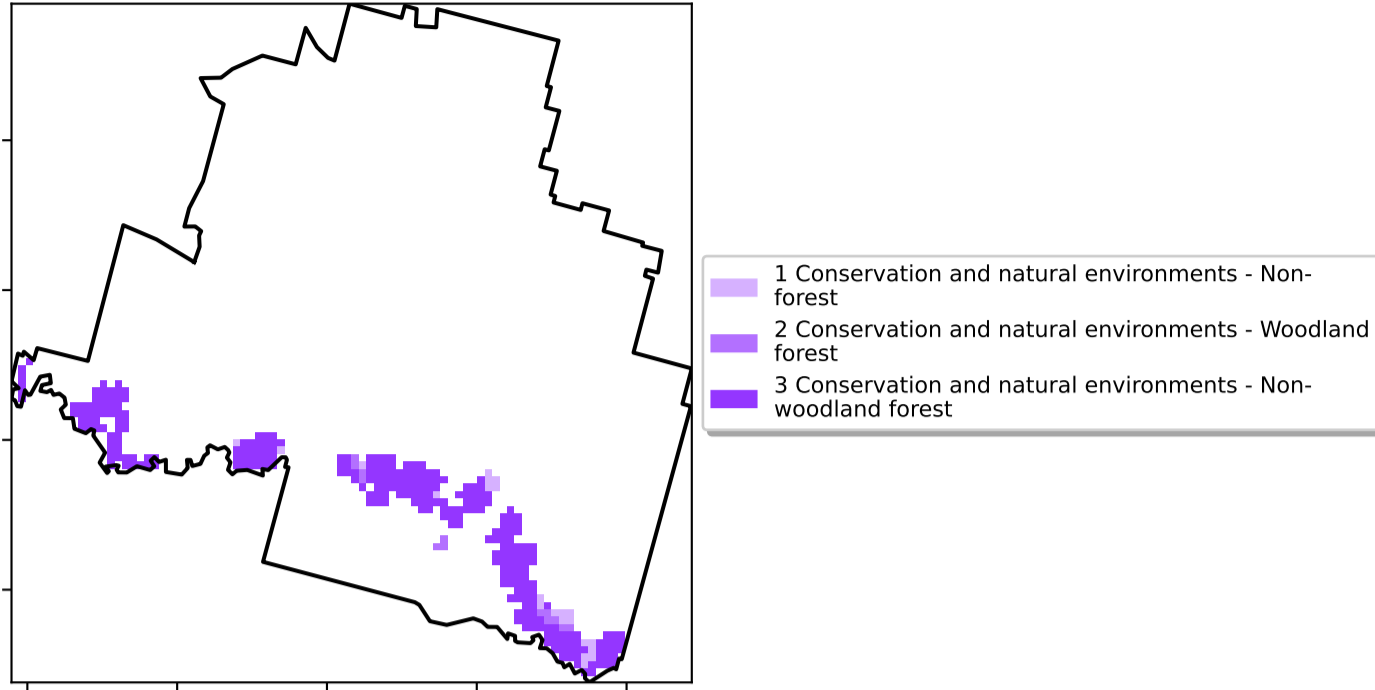 1 Conservation and natural environments - Non-
forest
2 Conservation and natural environments - Woodland
forest
3 Conservation and natural environments - Non-
woodland forest